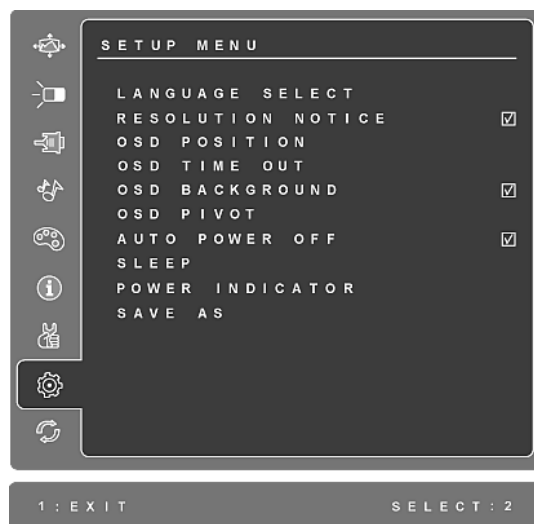 SETUP MENU
LANGUAGE SELECT
RESOLUTION NOTICE
OSD POSITION
OSD TIME OUT
OSD BACKGROUND
OSD PIVOT
AUTO POWER OFF
SLEEP
POWER INDICATOR
SAVE AS
1:EXIT SELECT:2